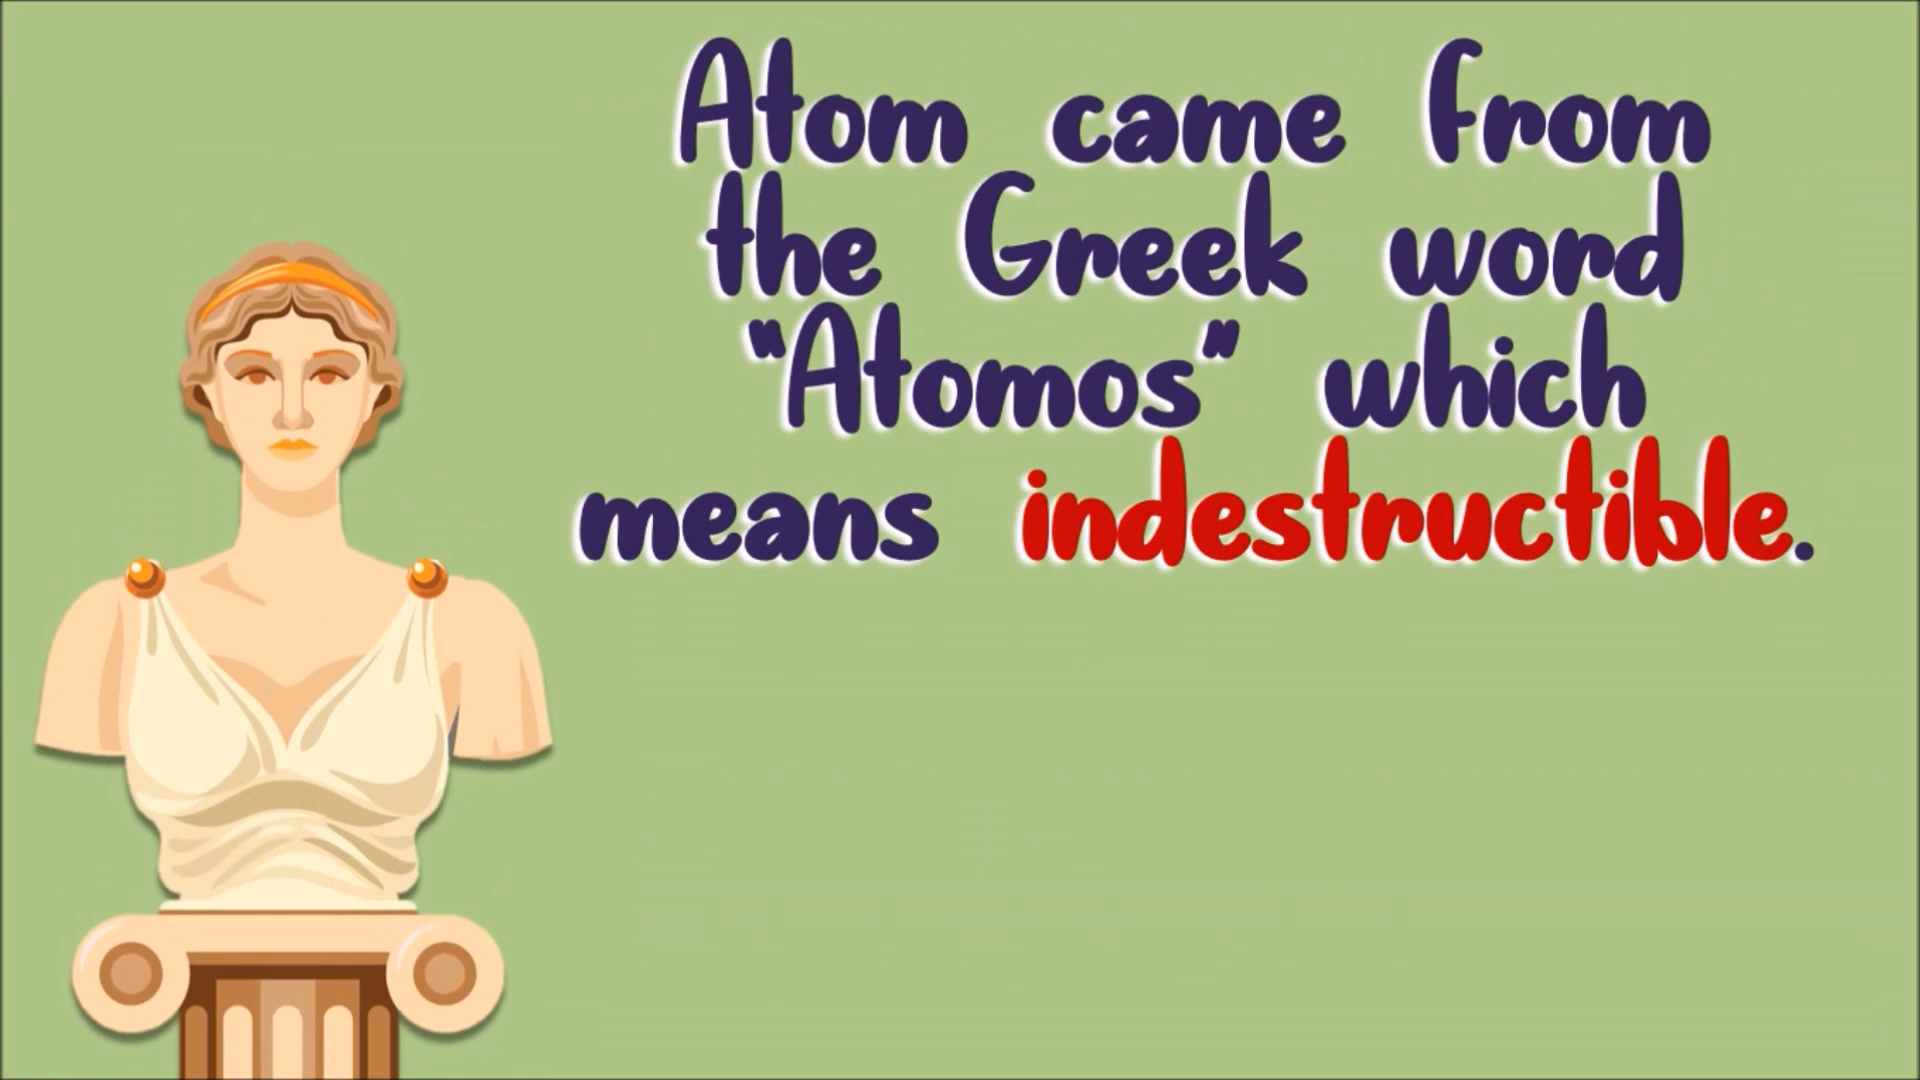 Atom came from
the Greek word
"Atomos" which
means indestructible.